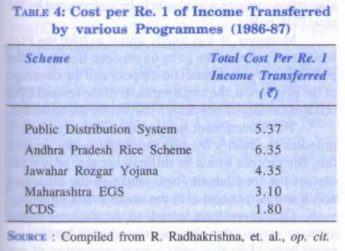 TABLE 4: Cost per Re. 1 of Income Transferred
by various Programmes (1986-87)
Scheme Total Cost Per Re. 1
Income Transferred
(₹)
Public Distribution System 5.37
Andhra Pradesh Rice Scheme 6.35
Jawahar Rozgar Yojana 4.35
Maharashtra EGS 3.10
ICDS 1.80
SOURCE : Compiled from R. Radhakrishna, et. al., op. cit.